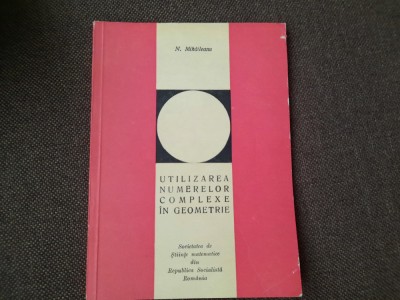 N. Mihăileanu
UTILIZAREA
NUMERELOR
COMPLEXE
ÎN GEOMETRIE
Societatea de
Științe matematice
din
Republica Socialistă
România